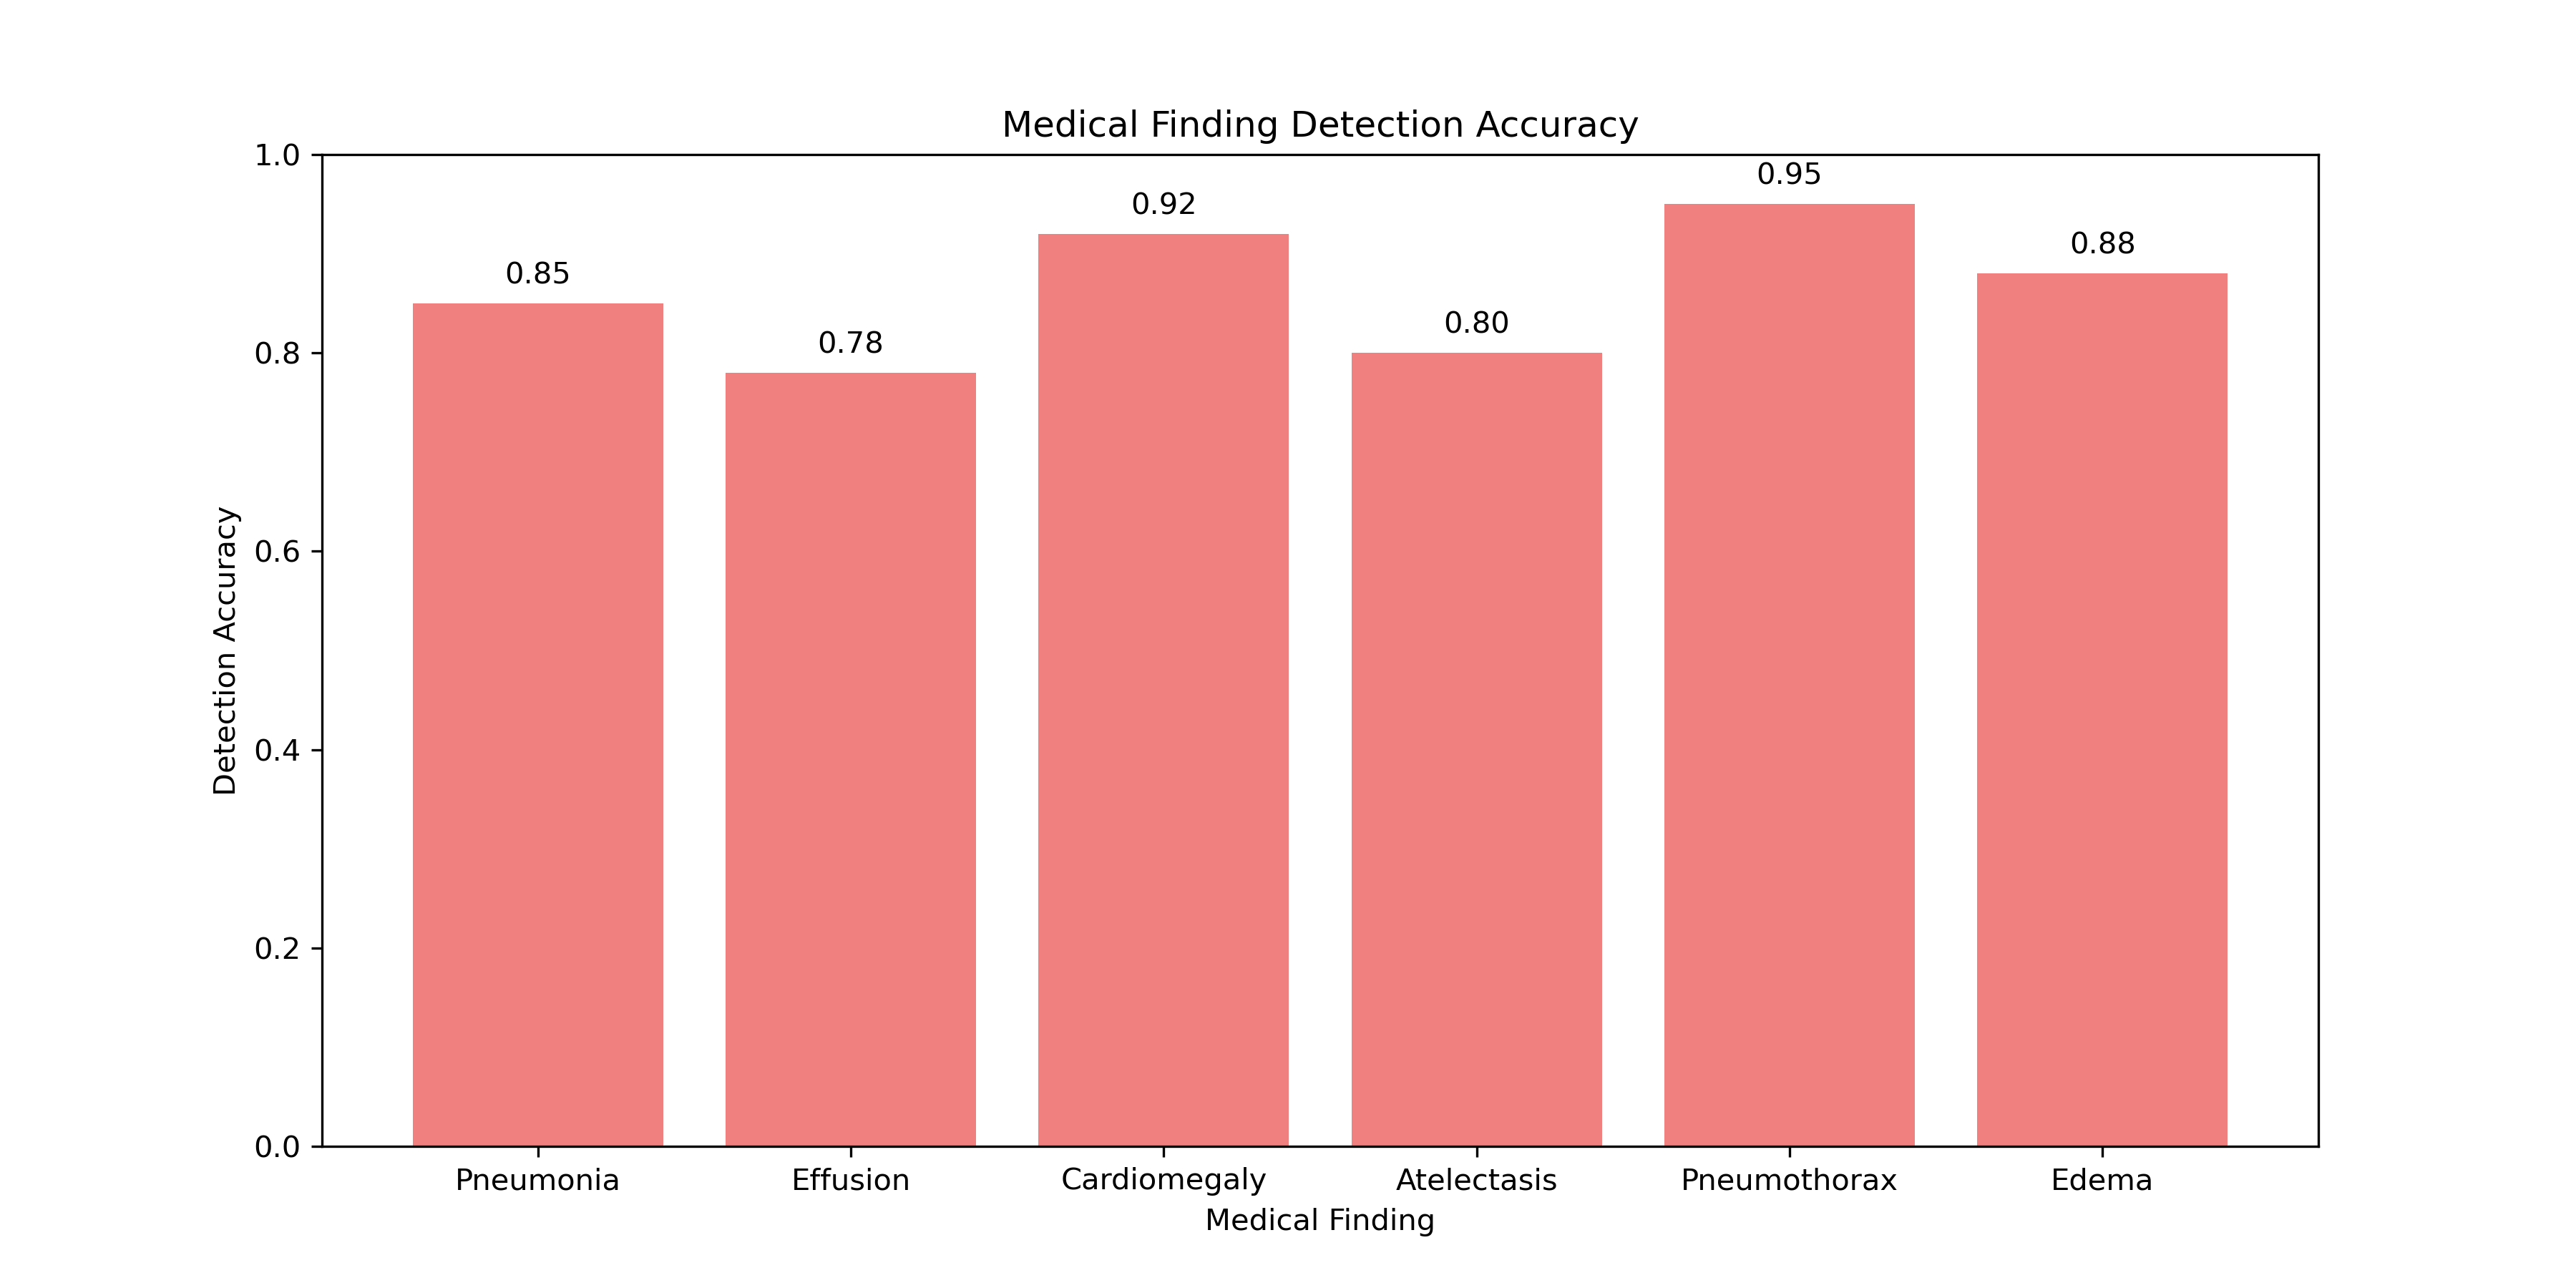 Medical Finding Detection Accuracy
1.0
0.8
0.6
0.4
0.2
0.0
Detection Accuracy
0.85
0.78
0.92
0.80
0.95
0.88
Pneumonia
Effusion
Cardiomegaly
Atelectasis
Pneumothorax
Edema
Medical Finding